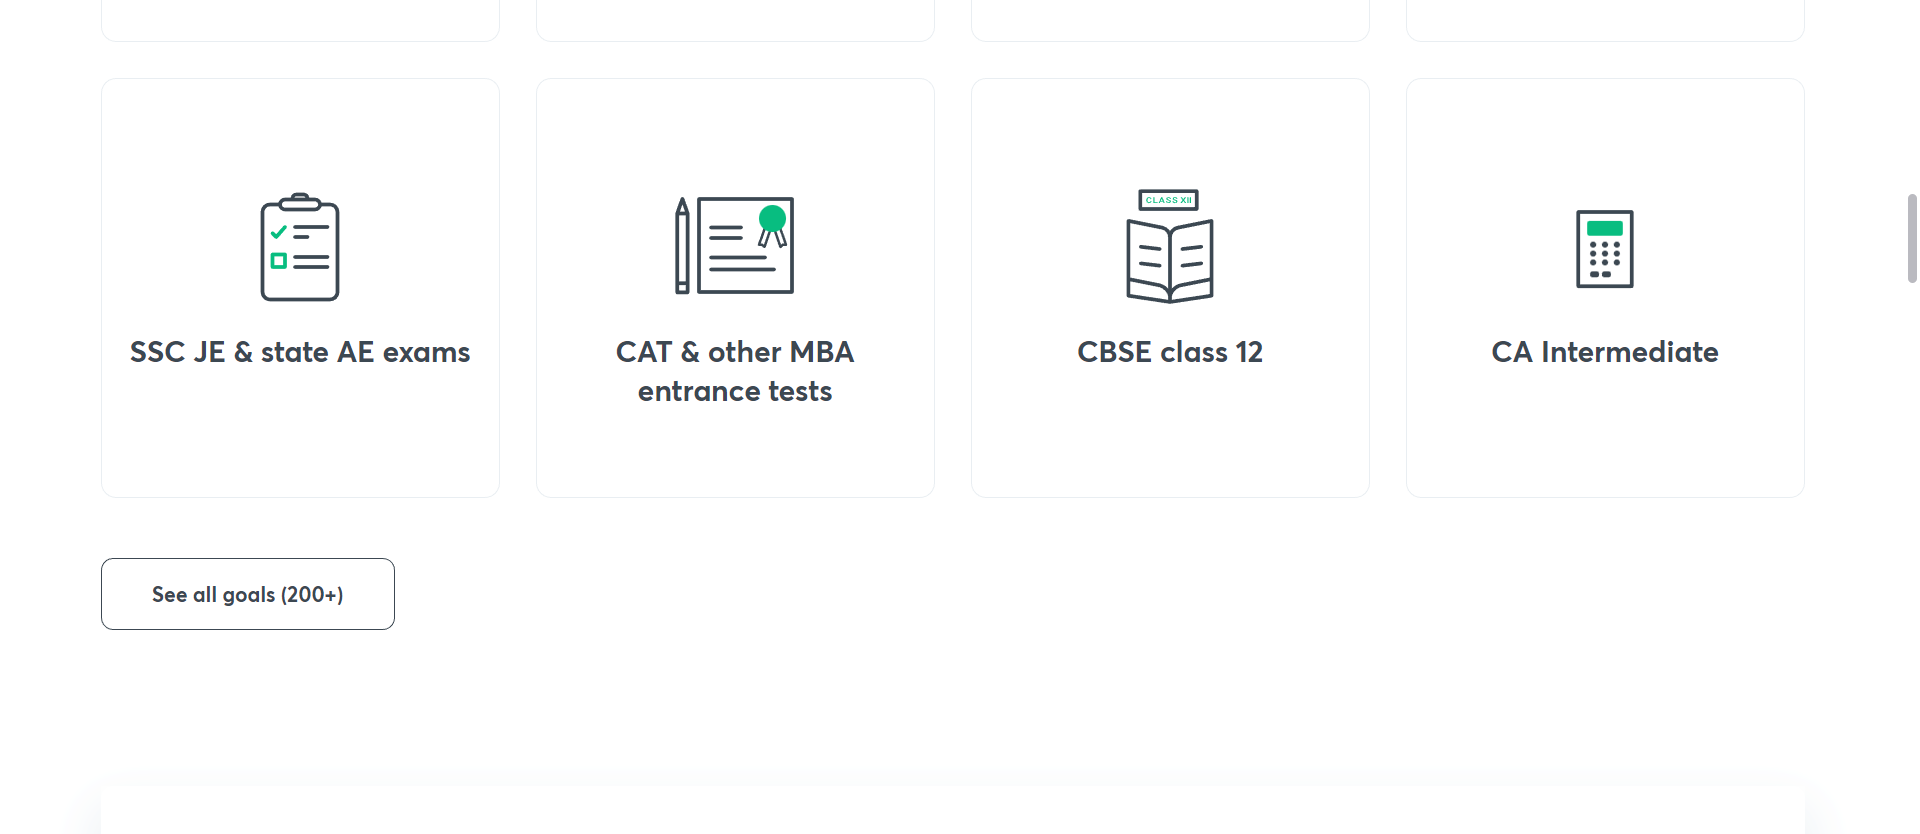 CLASS XII
SSC JE & state AE exams
CAT & other MBA
entrance tests
CBSE class 12
CA Intermediate
See all goals (200+)